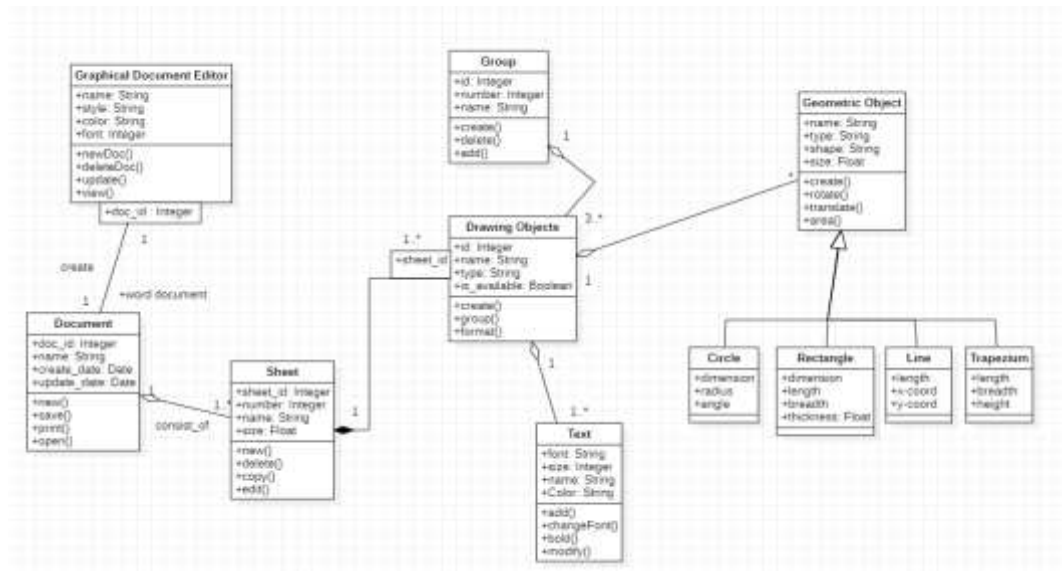 Graphical Document Editor
+name: String
+style: String
+color: String
+font: Integer
+newDoc()
+deleteDoc()
+update()
+view()
+doc_id : Integer
1
create
1
+word document
Document
+doc_id: Integer
+name: String
+create_date: Date
+update_date: Date
+new()
+save()
+print()
+open()
1
1..*
consist_of
Sheet
+sheet_id: Integer
+number: Integer
+name: String
+size: Float
+new()
+delete()
+copy()
+edit()
1
1..*
+sheet_id
Group
+id: Integer
+number: Integer
+name: String
+create()
+delete()
+add()
1
Drawing Objects
+id: Integer
+name: String
+type: String
+is_available: Boolean
+create()
+group()
+format()
*
1
1
1..*
Text
+font: String
+size: Integer
+name: String
+Color: String
+add()
+changeFont()
+bold()
+modify()
Geometric Object
+name: String
+type: String
+shape: String
+size: Float
+create()
+rotate()
+translate()
+area()
Circle
+dimension
+radius
+angle
Rectangle
+dimension
+length
+breadth
+thickness: Float
Line
+length
+x-coord
+y-coord
Trapezium
+length
+breadth
+height